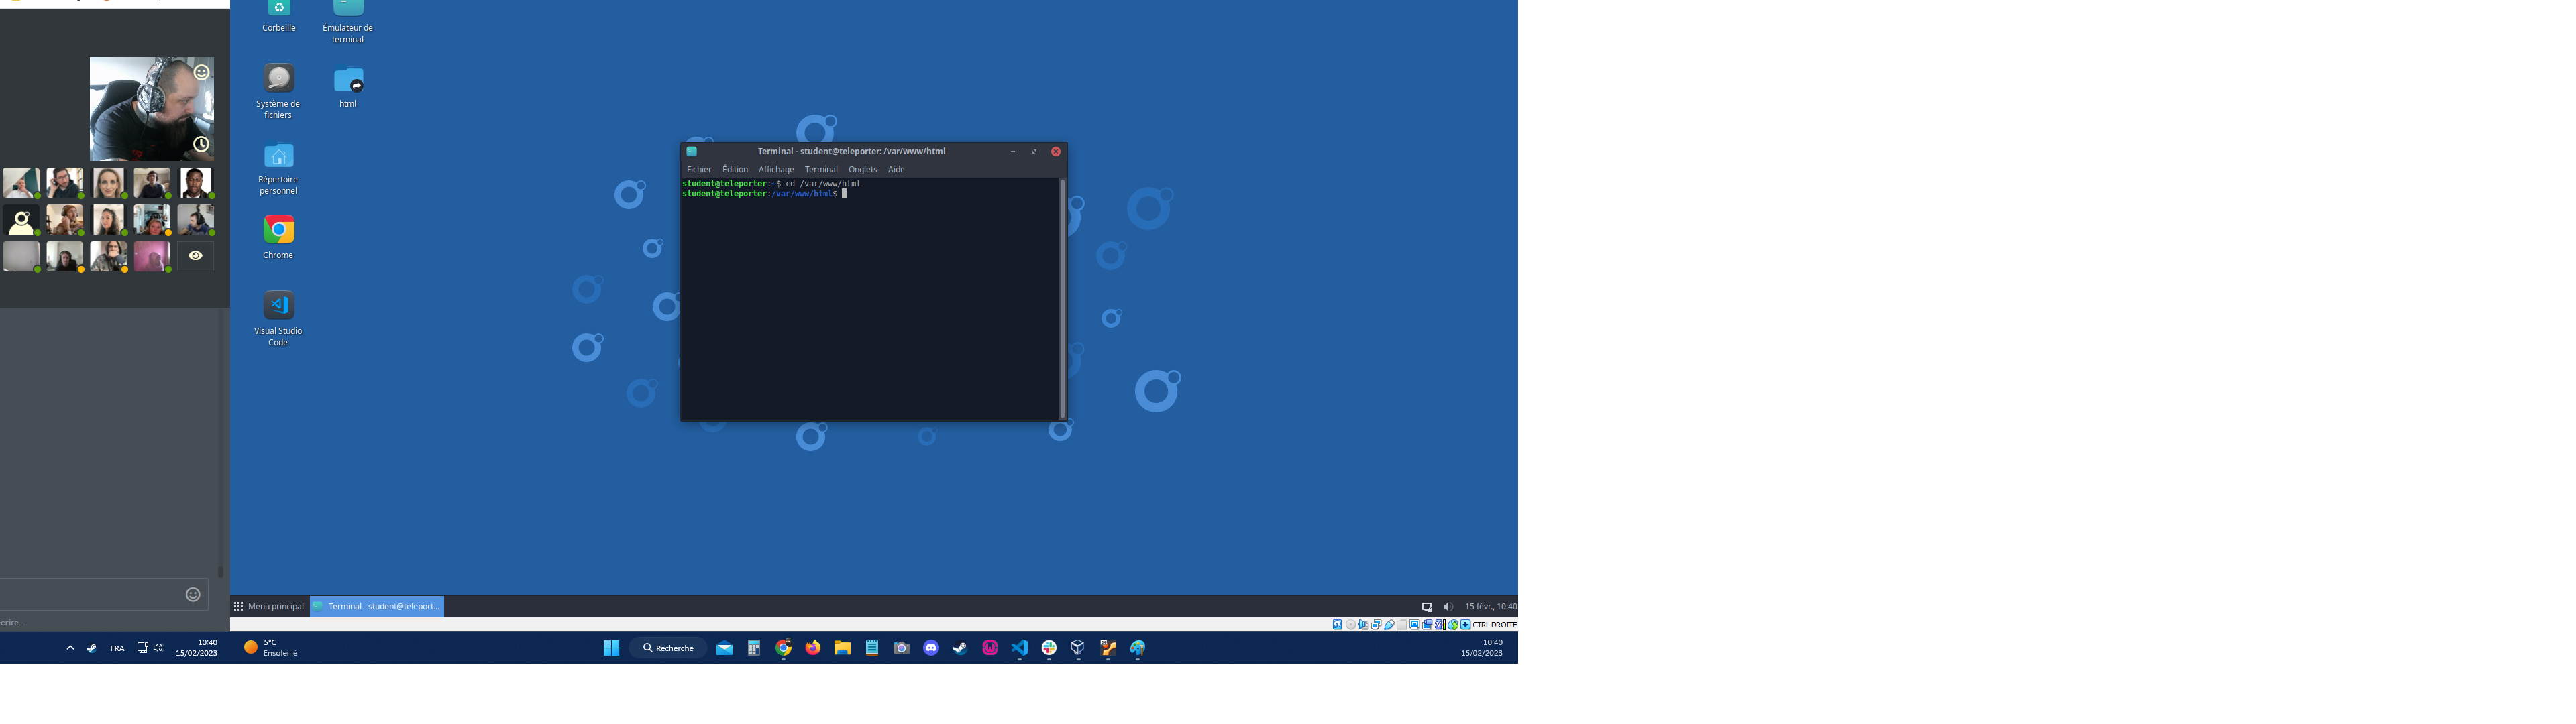 Corbeille
Émulateur de
terminal
Système de
fichiers
html
Répertoire
personnel
Chrome
Visual Studio
Code
Terminal - student@teleporter: /var/www/html
Fichier Édition Affichage Terminal Onglets Aide
student@teleporter:~$ cd /var/www/html
student@teleporter:/var/www/html$
crire...
Menu principal
Terminal - student@teleport...
15 févr., 10:40
CTRL DROITE
FRA
10:40
15/02/2023
5°C
Ensoleillé
Recherche
10:40
15/02/2023